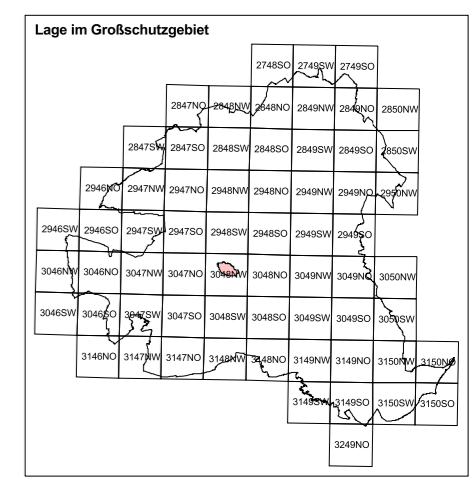 Lage im Großschutzgebiet
2748SO 2749SW 2749SO
2847NO 2848NW 2848NO 2849NW 2849NO 2850NW
2847SW 2847SO 2848SW 2848SO 2849SW 2849SO 2850SW
2946NO 2947NW 2947NO 2948NW 2948NO 2949NW 2949NO 2950NW
2946SW 2946SO 2947SW 2947SO 2948SW 2948SO 2949SW 2949SO
3046NW 3046NO 3047NW 3047NO 3048NW 3048NO 3049NW 3049NO 3050NW
3046SW 3046SO 3047SW 3047SO 3048SW 3048SO 3049SW 3049SO 3050SW
3146NO 3147NW 3147NO 3148NW 3148NO 3149NW 3149NO 3150NW 3150NO
3149SW 3149SO 3150SW 3150SO
3249NO